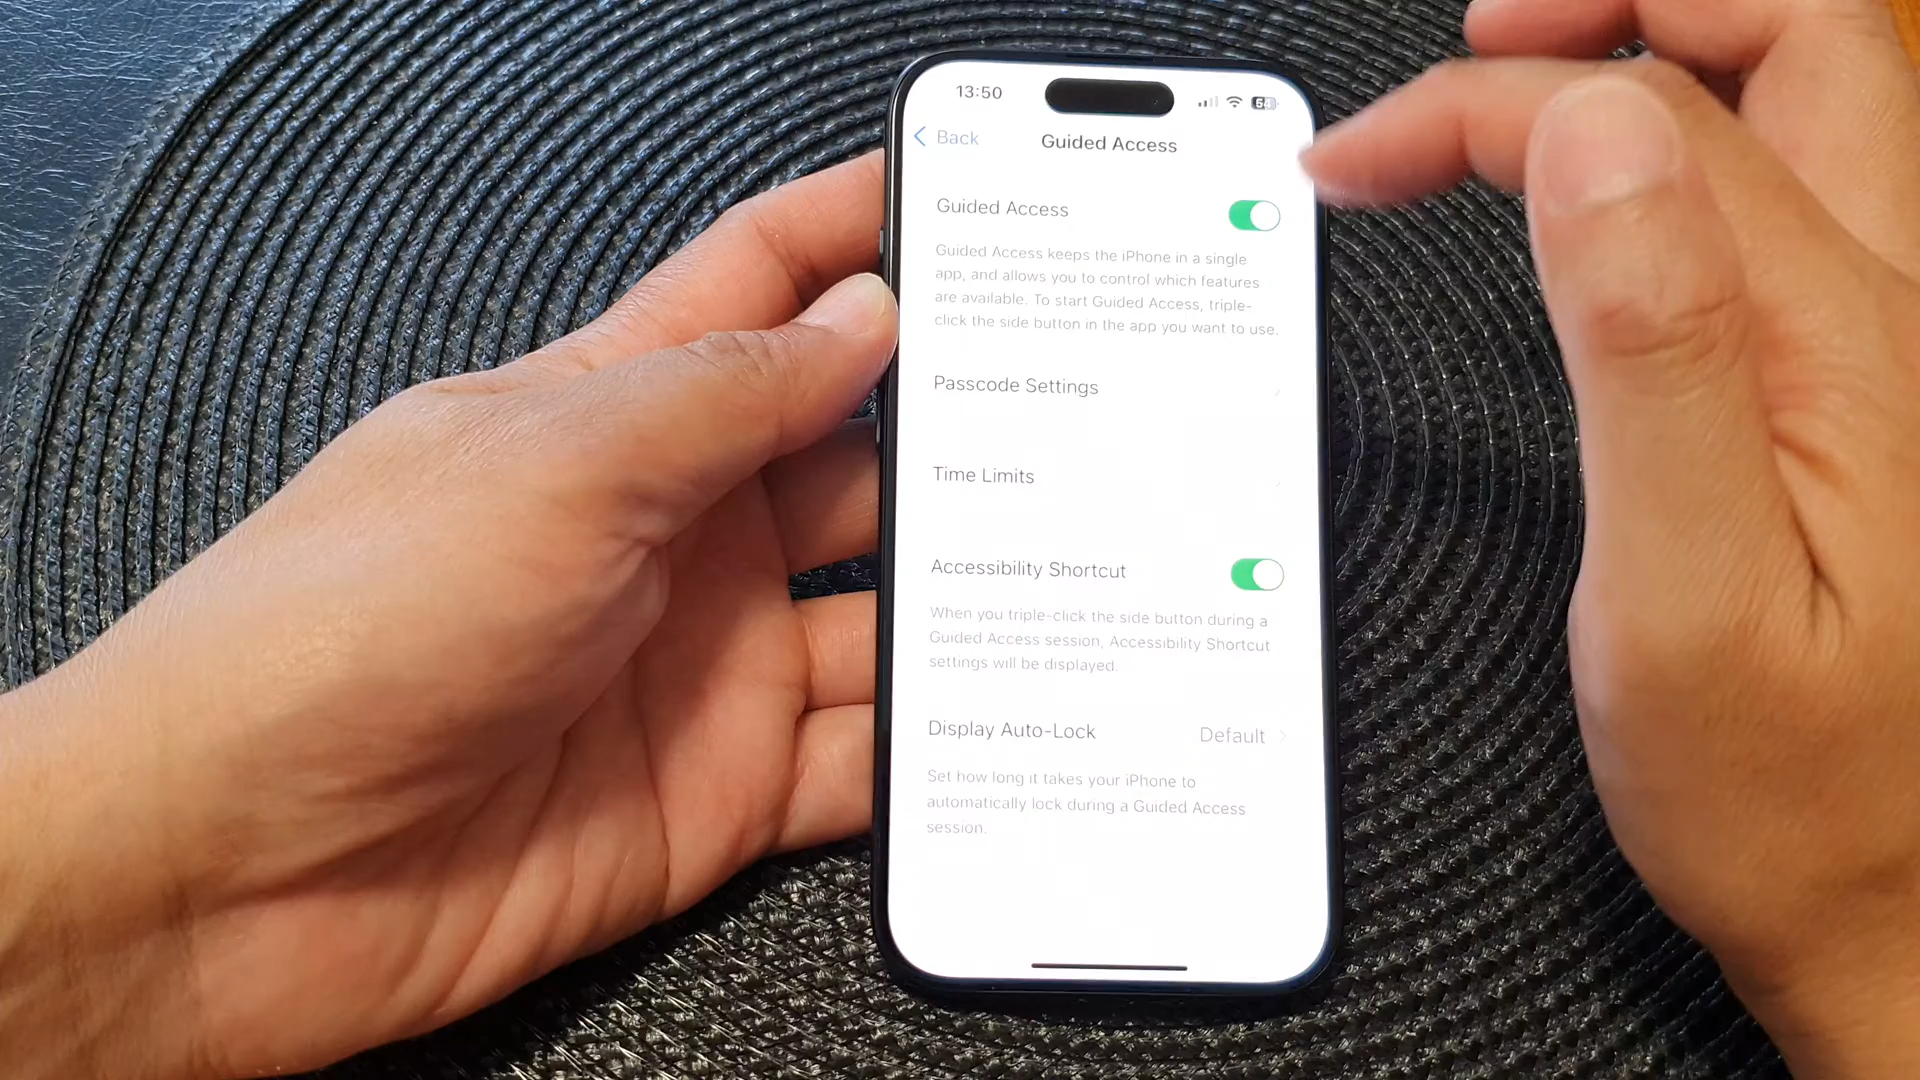 13:50
54
Back
Guided Access
Guided Access
Guided Access keeps the iPhone in a single
app, and allows you to control which features
are available. To start Guided Access, triple-
click the side button in the app you want to use.
Passcode Settings
Time Limits
Accessibility Shortcut
When you triple-click the side button during a
Guided Access session, Accessibility Shortcut
settings will be displayed.
Display Auto-Lock Default
Set how long it takes your iPhone to
automatically lock during a Guided Access
session.